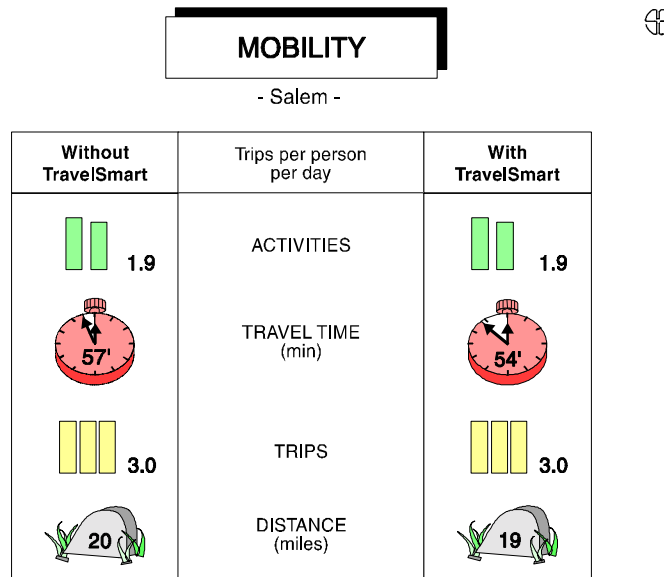 MOBILITY
- Salem -
Without
TravelSmart
Trips per person
per day
With
TravelSmart
1.9
ACTIVITIES
1.9
57'
TRAVEL TIME
(min)
54'
3.0
TRIPS
3.0
20
DISTANCE
(miles)
19